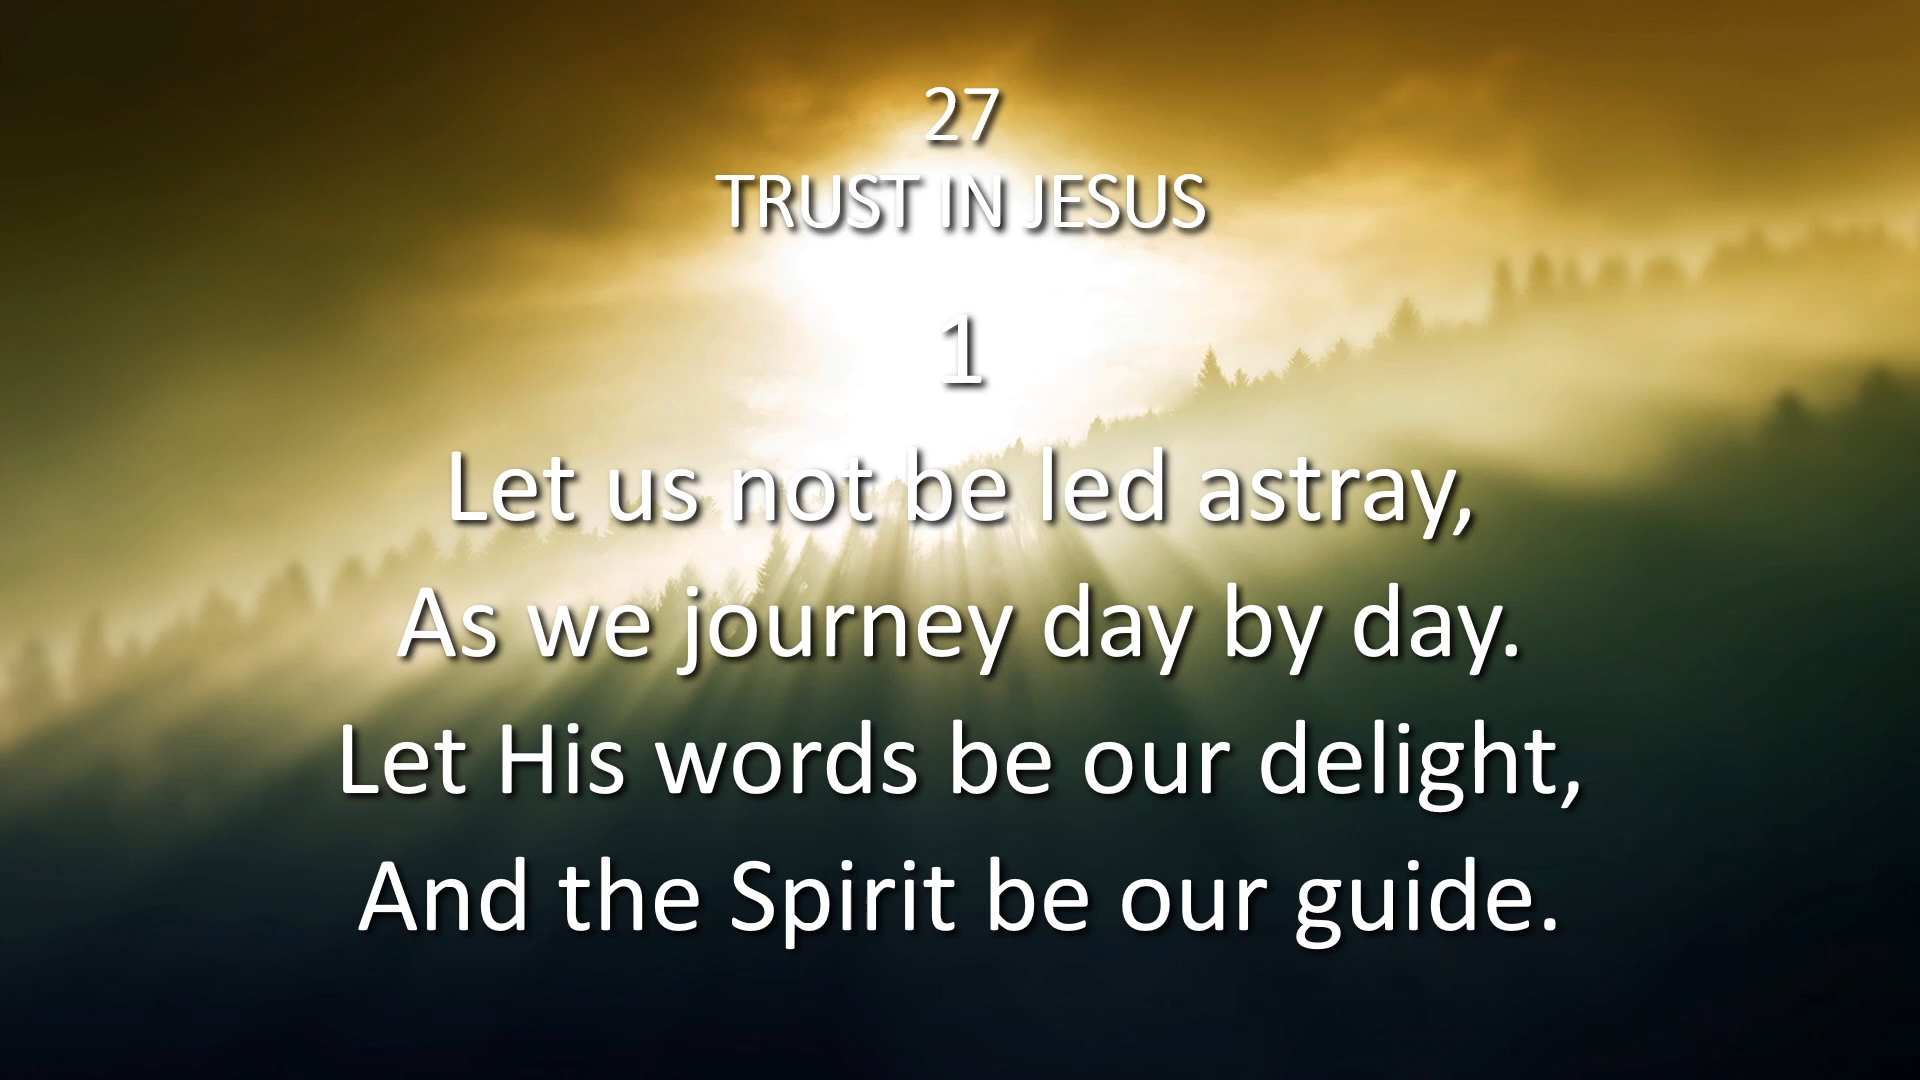 27
TRUST IN JESUS
1
Let us not be led astray,
As we journey day by day.
Let His words be our delight,
And the Spirit be our guide.